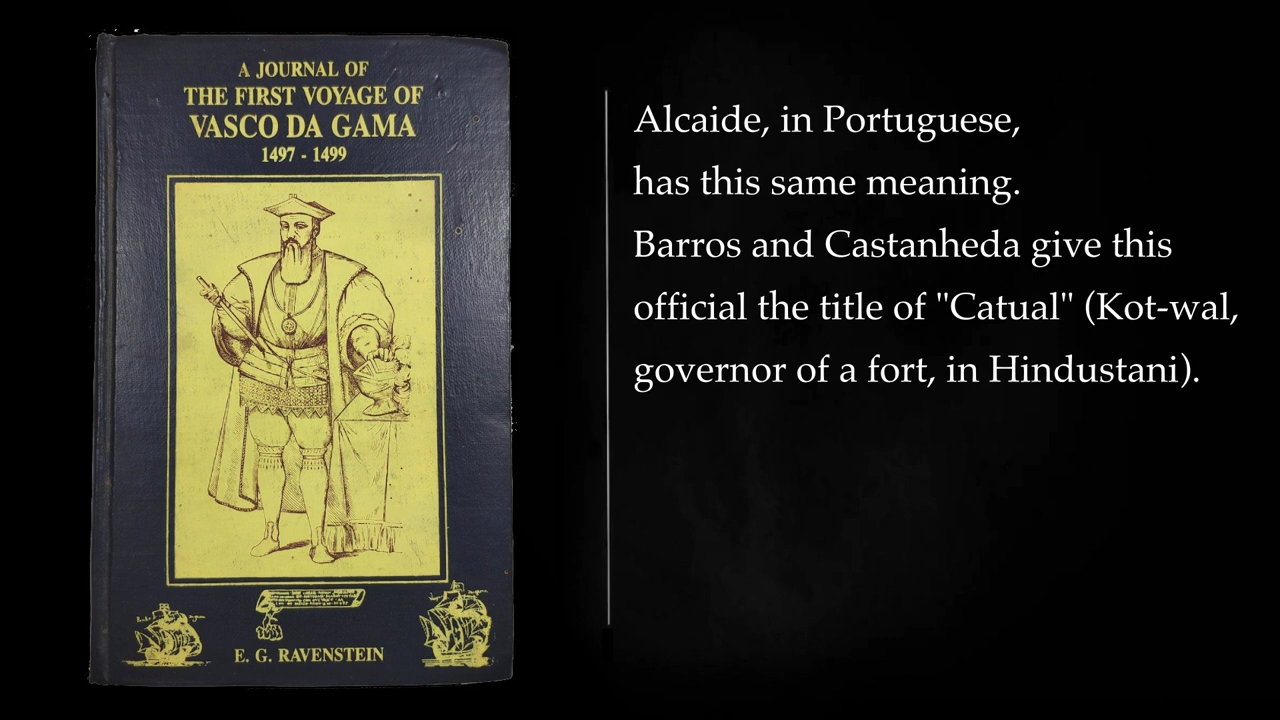 A JOURNAL OF
THE FIRST VOYAGE OF
VASCO DA GAMA
1497 - 1499
E. G. RAVENSTEIN
Alcaide, in Portuguese,
has this same meaning.
Barros and Castanheda give this
official the title of "Catual" (Kot-wal,
governor of a fort, in Hindustani).